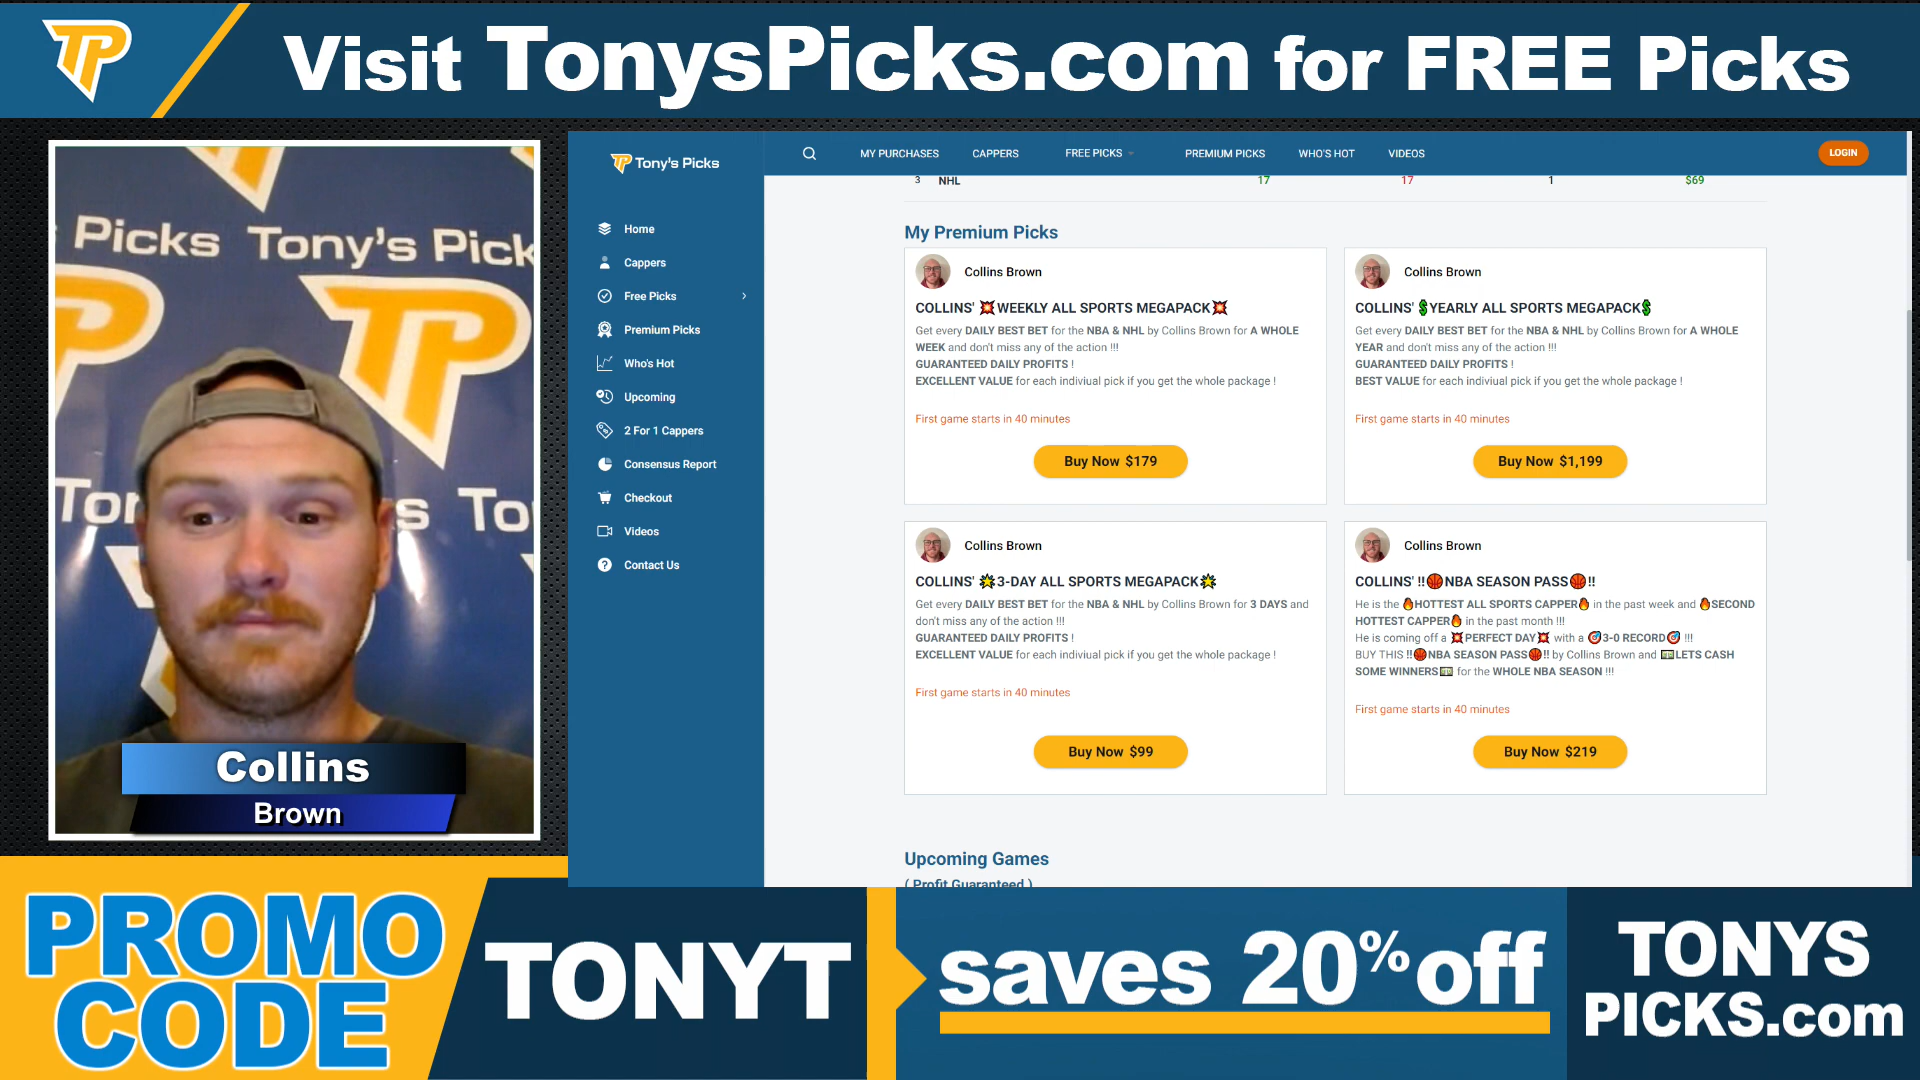 TP
Visit TonysPicks.com for FREE Picks
Picks Tony's Pick
Tony's Picks
MY PURCHASES CAPPERS FREE PICKS PREMIUM PICKS WHO'S HOT VIDEOS LOGIN
3 NHL 17 17 1 $69
Home
Cappers
Free Picks
Premium Picks
Who's Hot
Upcoming
2 For 1 Cappers
Consensus Report
Checkout
Videos
Contact Us
My Premium Picks
Collins Brown
COLLINS' 💥WEEKLY ALL SPORTS MEGAPACK💥
Get every DAILY BEST BET for the NBA & NHL by Collins Brown for A WHOLE
WEEK and don't miss any of the action !!!
GUARANTEED DAILY PROFITS !
EXCELLENT VALUE for each indiviual pick if you get the whole package !
First game starts in 40 minutes
Buy Now $179
Collins Brown
COLLINS' 💲YEARLY ALL SPORTS MEGAPACK💲
Get every DAILY BEST BET for the NBA & NHL by Collins Brown for A WHOLE
YEAR and don't miss any of the action !!!
GUARANTEED DAILY PROFITS !
BEST VALUE for each indiviual pick if you get the whole package !
First game starts in 40 minutes
Buy Now $1,199
Collins Brown
COLLINS' 🌟3-DAY ALL SPORTS MEGAPACK🌟
Get every DAILY BEST BET for the NBA & NHL by Collins Brown for 3 DAYS and
don't miss any of the action !!!
GUARANTEED DAILY PROFITS !
EXCELLENT VALUE for each indiviual pick if you get the whole package !
First game starts in 40 minutes
Buy Now $99
Collins Brown
COLLINS' ‼🏀NBA SEASON PASS🏀‼
He is the 🔥HOTTEST ALL SPORTS CAPPER🔥 in the past week and 🔥SECOND
HOTTEST CAPPER🔥 in the past month !!!
He is coming off a 💥PERFECT DAY💥 with a 🎯3-0 RECORD🎯 !!!
BUY THIS ‼🏀NBA SEASON PASS🏀‼ by Collins Brown and 💵LETS CASH
SOME WINNERS💵 for the WHOLE NBA SEASON !!!
First game starts in 40 minutes
Buy Now $219
Upcoming Games
( Profit Guaranteed )
Collins
Brown
PROMO
CODE
TONYT
saves 20% off
TONYS
PICKS.com